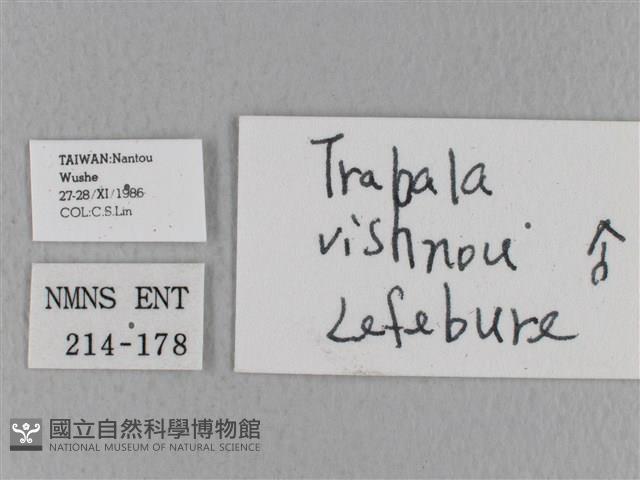 TAIWAN:Nantou
Wushe
27-28/XI/1986
COL:C.S.Lin
NMNS ENT
214-178
Trabala
vishnou ♂
Lefebure
國立自然科學博物館
NATIONAL MUSEUM OF NATURAL SCIENCE